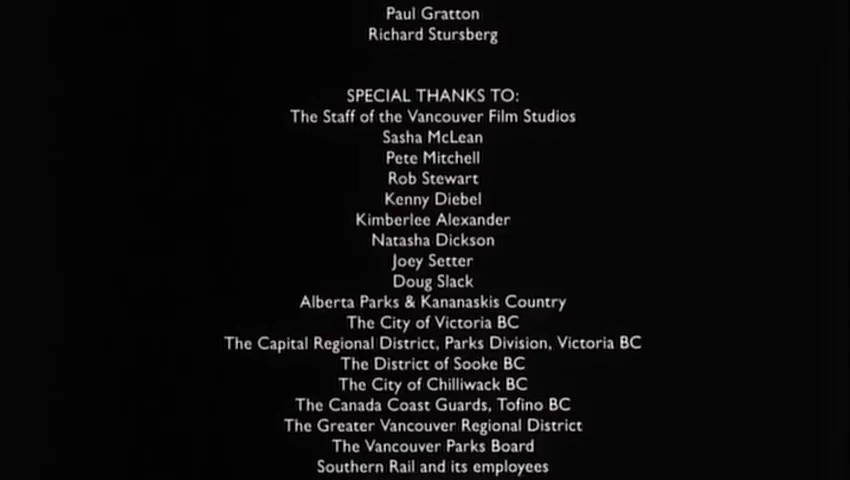 Paul Gratton
Richard Stursberg
SPECIAL THANKS TO:
The Staff of the Vancouver Film Studios
Sasha McLean
Pete Mitchell
Rob Stewart
Kenny Diebel
Kimberlee Alexander
Natasha Dickson
Joey Setter
Doug Slack
Alberta Parks & Kananaskis Country
The City of Victoria BC
The Capital Regional District, Parks Division, Victoria BC
The District of Sooke BC
The City of Chilliwack BC
The Canada Coast Guards, Tofino BC
The Greater Vancouver Regional District
The Vancouver Parks Board
Southern Rail and its employees